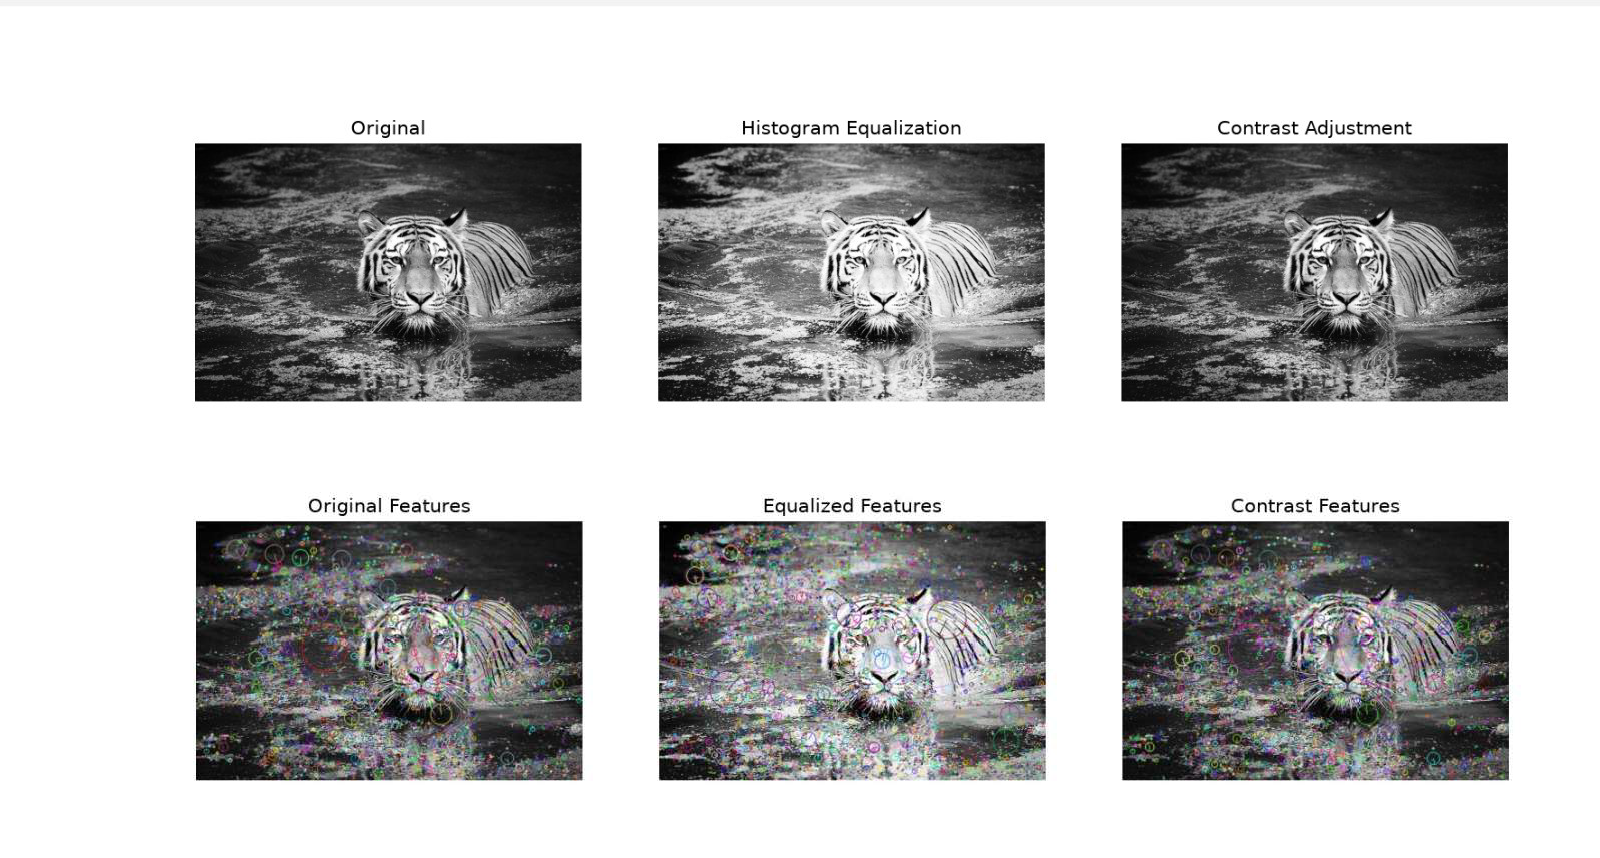 Original
Histogram Equalization
Contrast Adjustment
Original Features
Equalized Features
Contrast Features